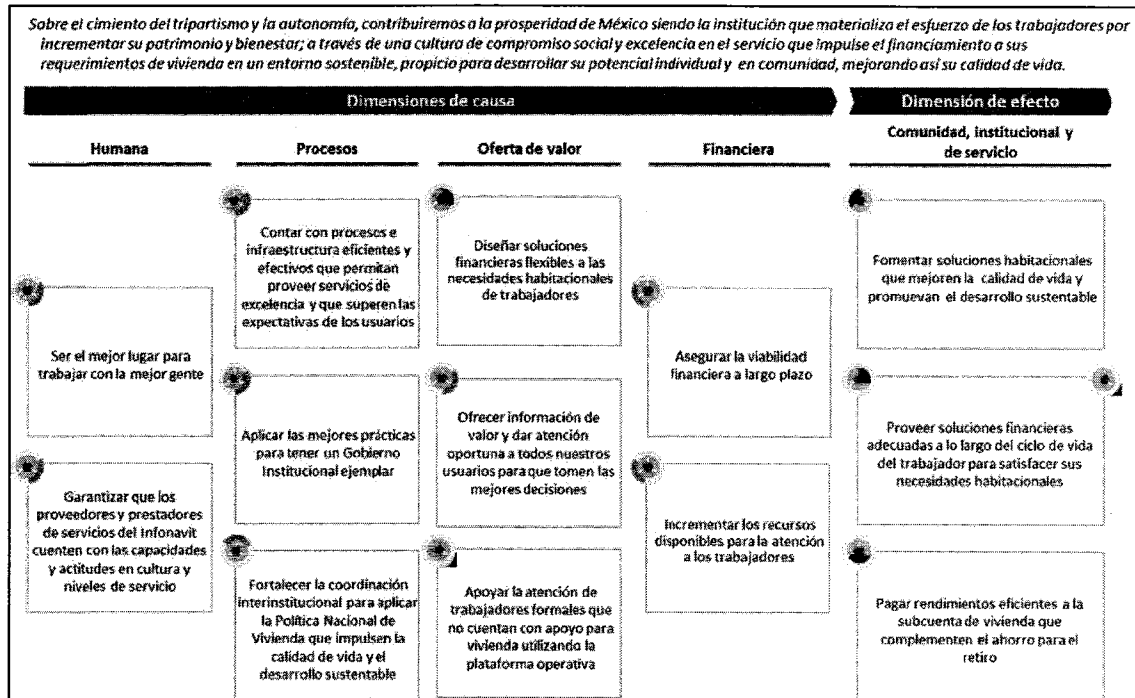 Sobre el cimiento del tripartismo y la autonomía, contribuiremos a la prosperidad de México siendo la institución que materializa el esfuerzo de los trabajadores por
incrementar su patrimonio y bienestar; a través de una cultura de compromiso social y excelencia en el servicio que impulse el financiamiento a sus
requerimientos de vivienda en un entorno sostenible, propicio para desarrollar su potencial individual y en comunidad, mejorando así su calidad de vida.
Dimensiones de causa
Dimensión de efecto
Humana
Procesos
Oferta de valor
Financiera
Comunidad, institucional y
de servicio
Ser el mejor lugar para
trabajar con la mejor gente
Garantizar que los
proveedores y prestadores
de servicios del Infonavit
cuenten con las capacidades
y actitudes en cultura y
niveles de servicio
Contar con procesos e
infraestructura eficientes y
efectivos que permitan
proveer servicios de
excelencia y que superen las
expectativas de los usuarios
Aplicar las mejores prácticas
para tener un Gobierno
Institucional ejemplar
Fortalecer la coordinación
interinstitucional para aplicar
la Política Nacional de
Vivienda que impulsen la
calidad de vida y el
desarrollo sustentable
Diseñar soluciones
financieras flexibles a las
necesidades habitacionales
de trabajadores
Ofrecer información de
valor y dar atención
oportuna a todos nuestros
usuarios para que tomen las
mejores decisiones
Apoyar la atención de
trabajadores formales que
no cuentan con apoyo para
vivienda utilizando la
plataforma operativa
Asegurar la viabilidad
financiera a largo plazo
Incrementar los recursos
disponibles para la atención
a los trabajadores
Fomentar soluciones habitacionales
que mejoren la calidad de vida y
promuevan el desarrollo sustentable
Proveer soluciones financieras
adecuadas a lo largo del ciclo de vida
del trabajador para satisfacer sus
necesidades habitacionales
Pagar rendimientos eficientes a la
subcuenta de vivienda que
complementen el ahorro para el
retiro